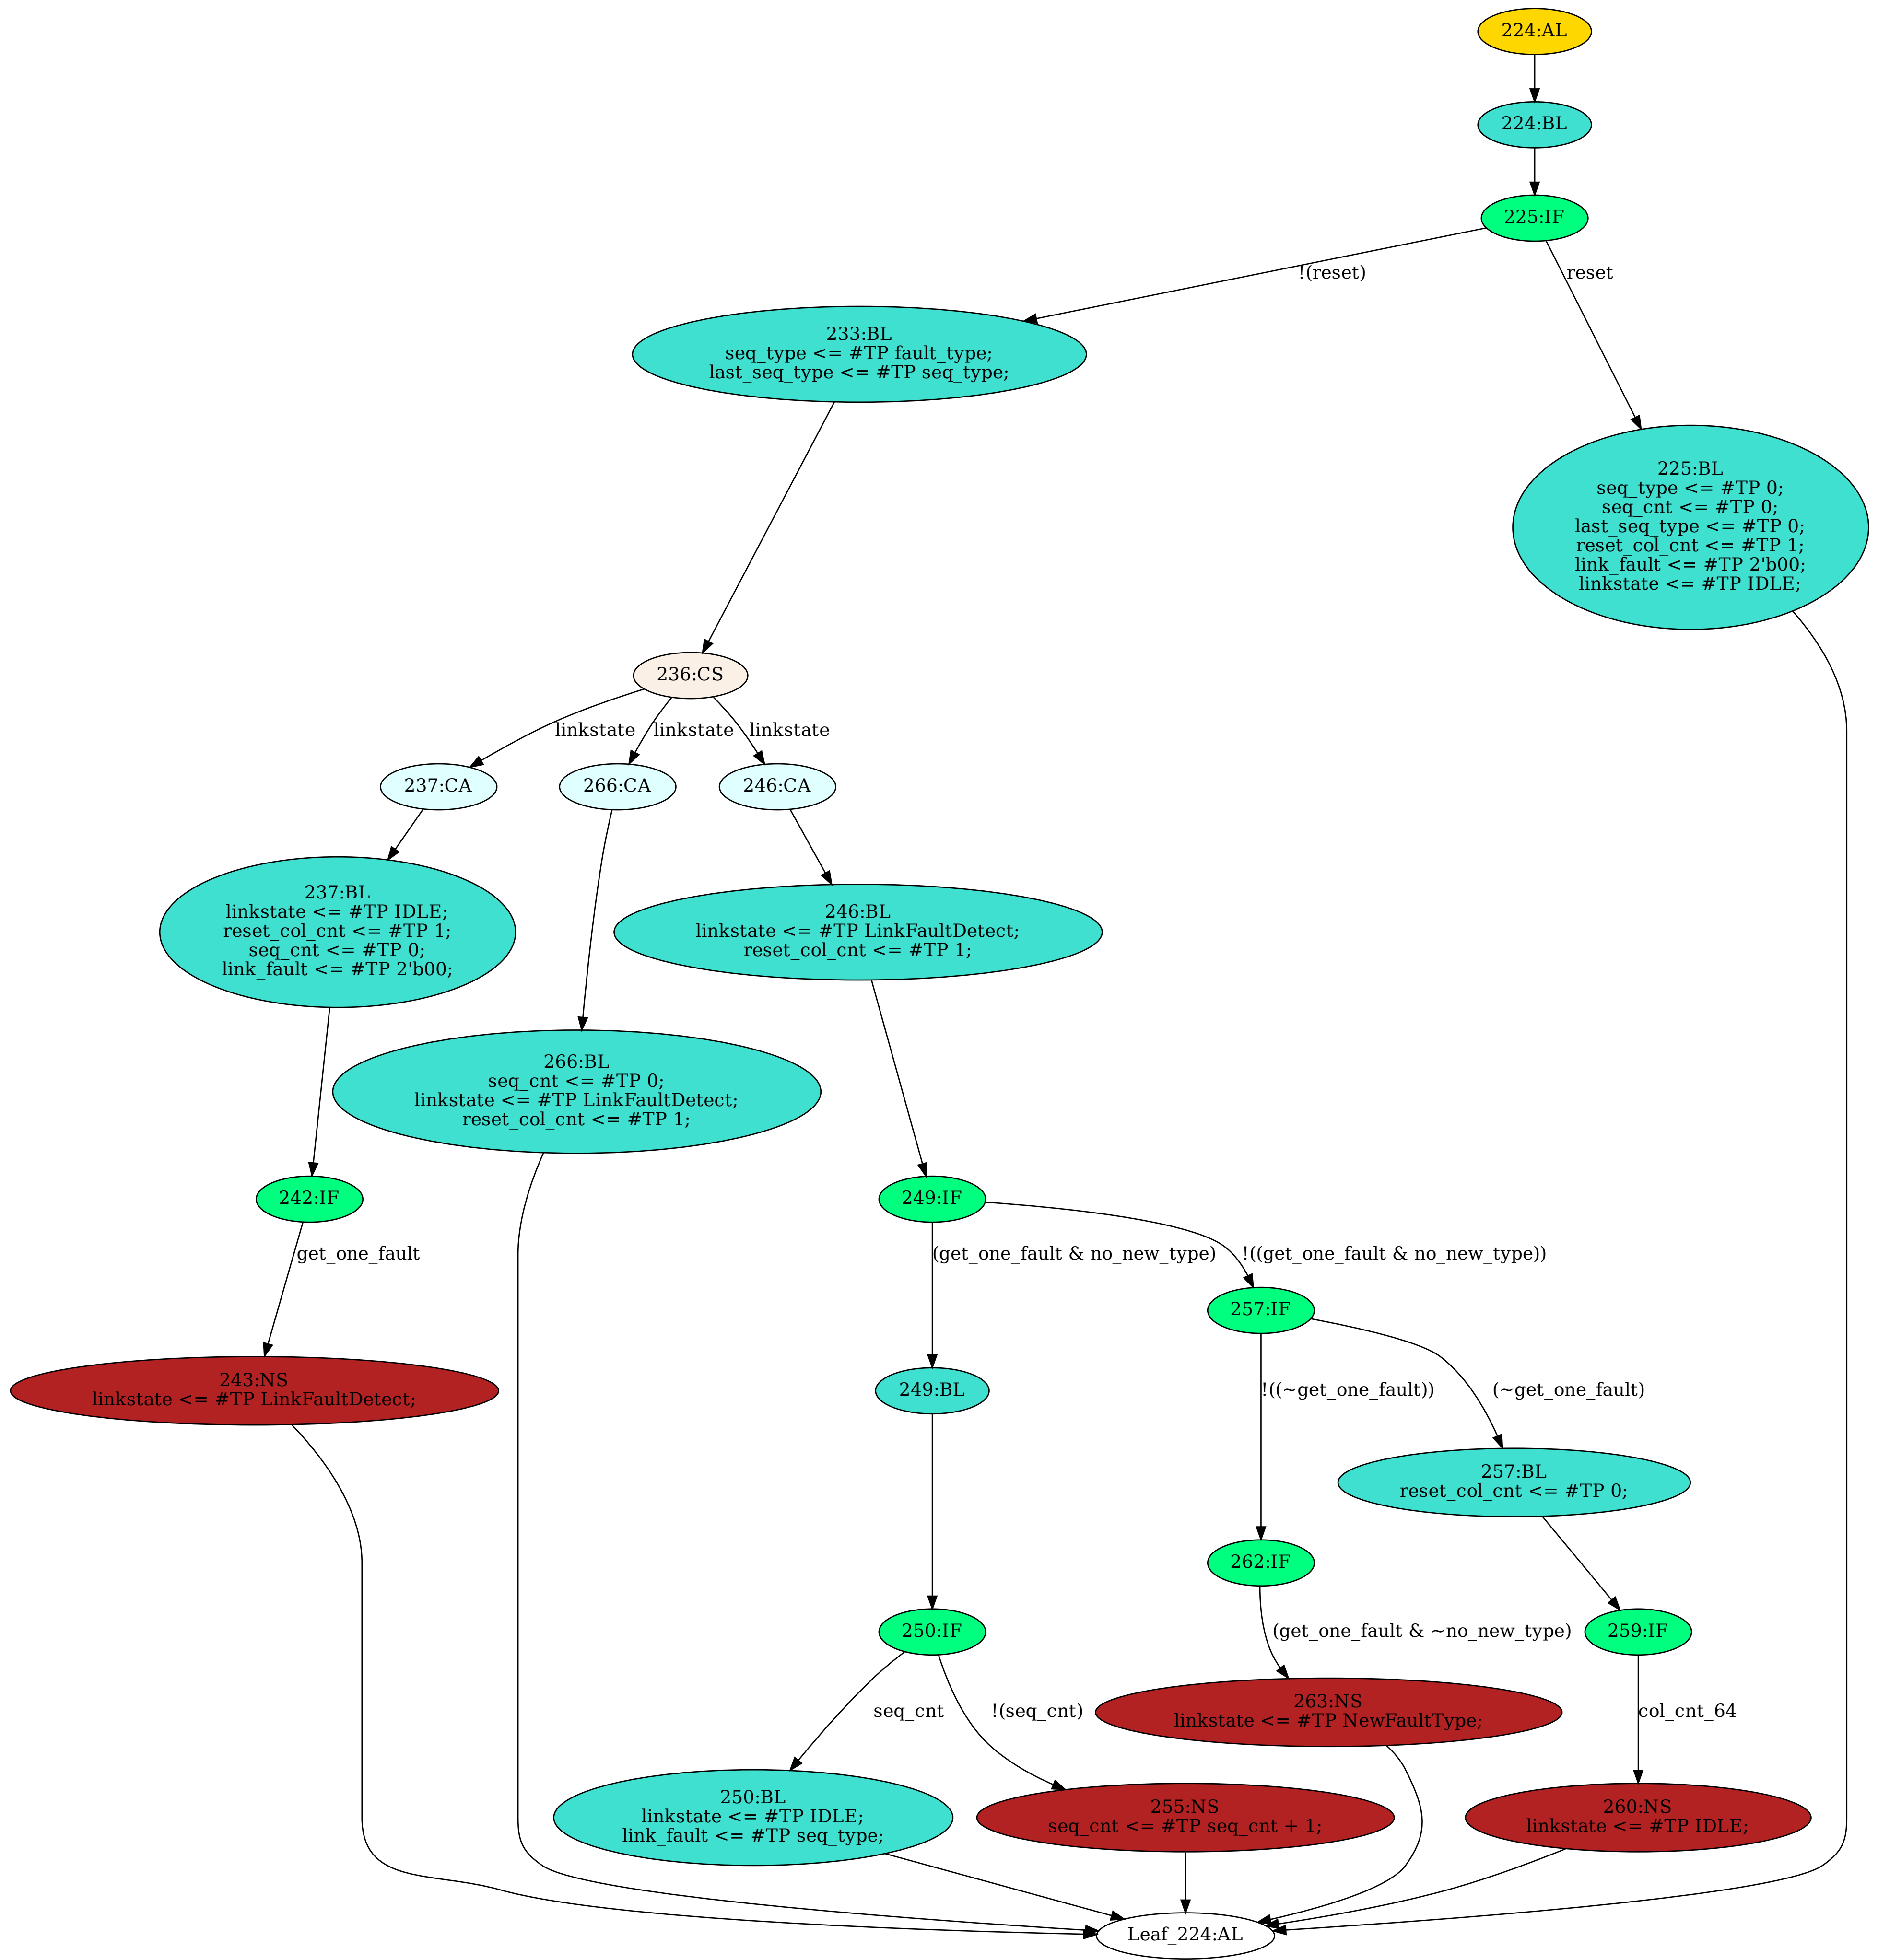 224:AL
224:BL
225:IF
!(reset)
reset
233:BL
seq_type <= #TP fault_type;
last_seq_type <= #TP seq_type;
225:BL
seq_type <= #TP 0;
seq_cnt <= #TP 0;
last_seq_type <= #TP 0;
reset_col_cnt <= #TP 1;
link_fault <= #TP 2'b00;
linkstate <= #TP IDLE;
236:CS
linkstate
linkstate
linkstate
237:CA
266:CA
246:CA
237:BL
linkstate <= #TP IDLE;
reset_col_cnt <= #TP 1;
seq_cnt <= #TP 0;
link_fault <= #TP 2'b00;
246:BL
linkstate <= #TP LinkFaultDetect;
reset_col_cnt <= #TP 1;
266:BL
seq_cnt <= #TP 0;
linkstate <= #TP LinkFaultDetect;
reset_col_cnt <= #TP 1;
242:IF
249:IF
get_one_fault
(get_one_fault & no_new_type)
!((get_one_fault & no_new_type))
257:IF
243:NS
linkstate <= #TP LinkFaultDetect;
249:BL
!((~get_one_fault))
(~get_one_fault)
257:BL
reset_col_cnt <= #TP 0;
262:IF
250:IF
259:IF
(get_one_fault & ~no_new_type)
seq_cnt
!(seq_cnt)
263:NS
linkstate <= #TP NewFaultType;
col_cnt_64
250:BL
linkstate <= #TP IDLE;
link_fault <= #TP seq_type;
255:NS
seq_cnt <= #TP seq_cnt + 1;
260:NS
linkstate <= #TP IDLE;
Leaf_224:AL